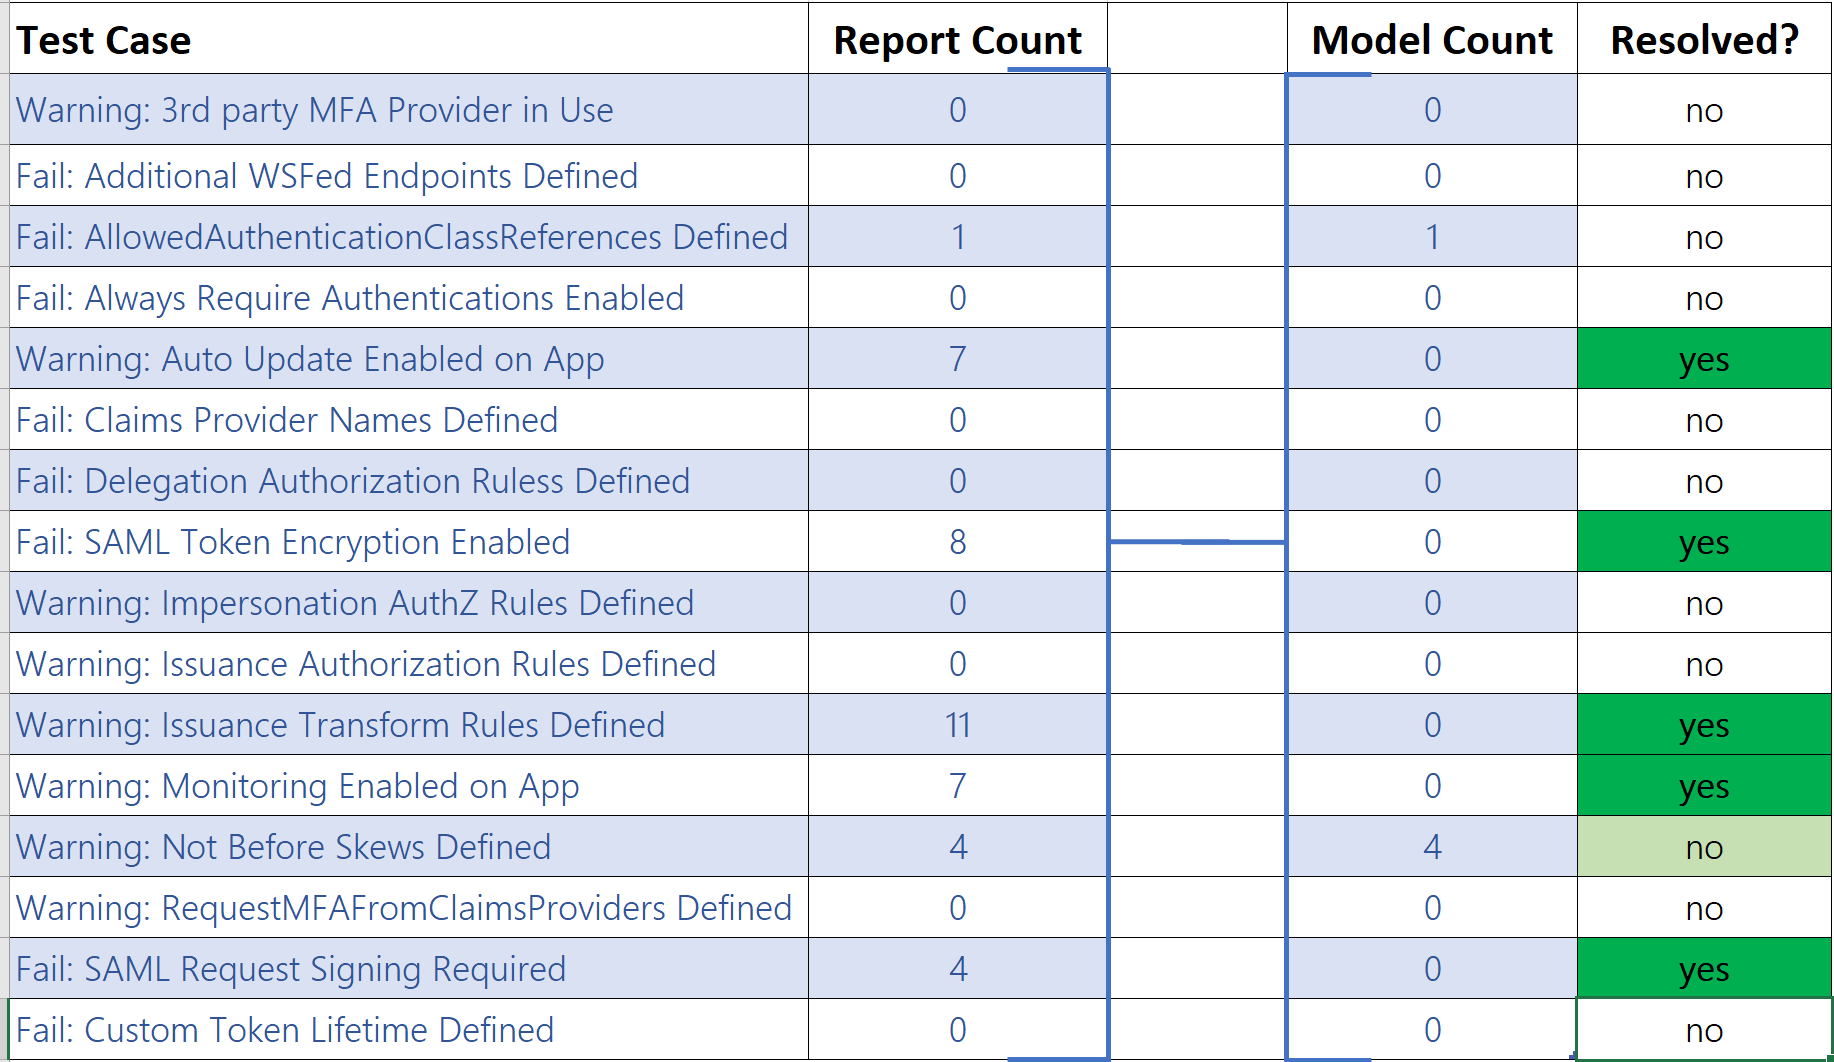 Test Case Report Count Model Count Resolved?
Warning: 3rd party MFA Provider in Use 0 0 no
Fail: Additional WSFed Endpoints Defined 0 0 no
Fail: AllowedAuthenticationClassReferences Defined 1 1 no
Fail: Always Require Authentications Enabled 0 0 no
Warning: Auto Update Enabled on App 7 0 yes
Fail: Claims Provider Names Defined 0 0 no
Fail: Delegation Authorization Ruless Defined 0 0 no
Fail: SAML Token Encryption Enabled 8 0 yes
Warning: Impersonation AuthZ Rules Defined 0 0 no
Warning: Issuance Authorization Rules Defined 0 0 no
Warning: Issuance Transform Rules Defined 11 0 yes
Warning: Monitoring Enabled on App 7 0 yes
Warning: Not Before Skews Defined 4 4 no
Warning: RequestMFAFromClaimsProviders Defined 0 0 no
Fail: SAML Request Signing Required 4 0 yes
Fail: Custom Token Lifetime Defined 0 0 no